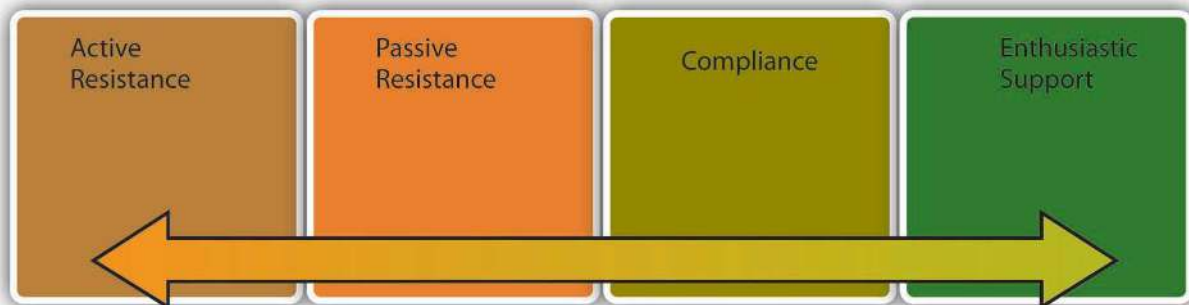 Active
Resistance
Passive
Resistance
Compliance
Enthusiastic
Support